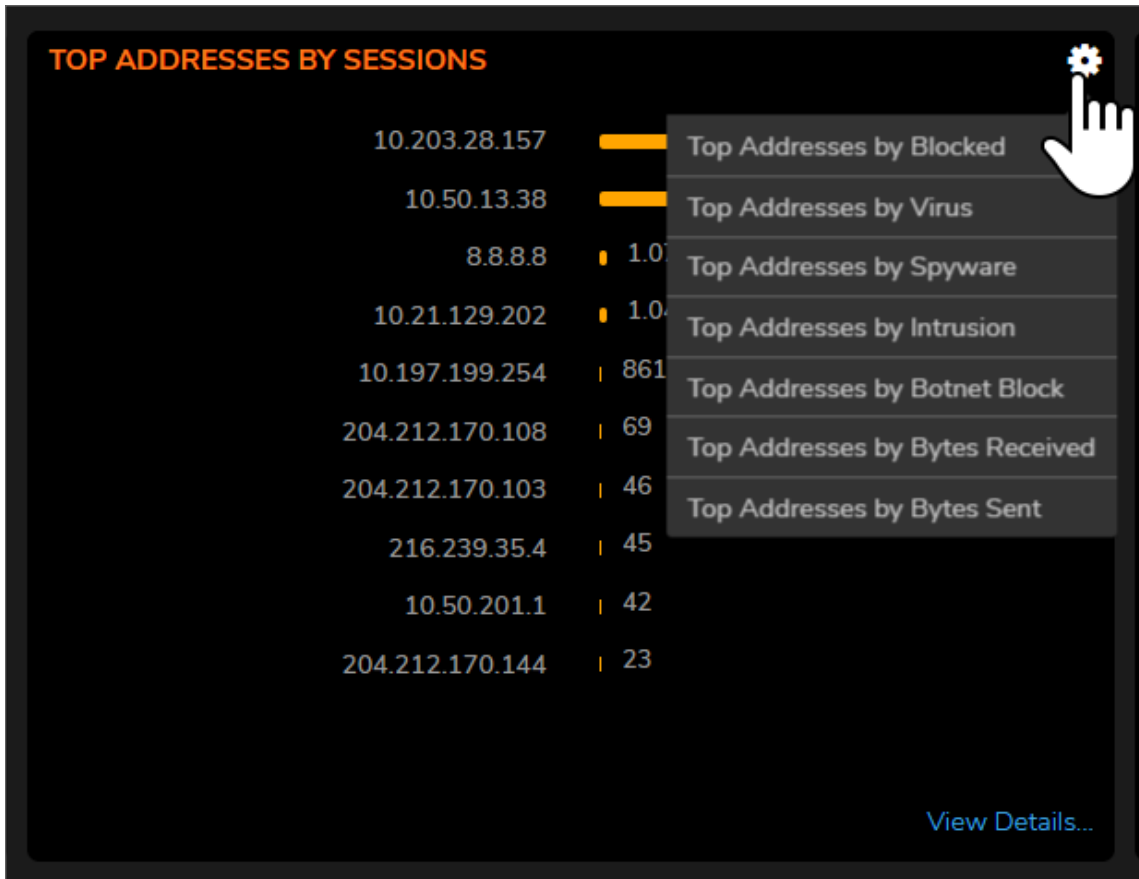 TOP ADDRESSES BY SESSIONS
10.203.28.157
Top Addresses by Blocked
10.50.13.38
Top Addresses by Virus
8.8.8.8
Top Addresses by Spyware
10.21.129.202
Top Addresses by Intrusion
10.197.199.254 861
Top Addresses by Botnet Block
204.212.170.108 69
Top Addresses by Bytes Received
204.212.170.103 46
Top Addresses by Bytes Sent
216.239.35.4 45
10.50.201.1 42
204.212.170.144 23
View Details...